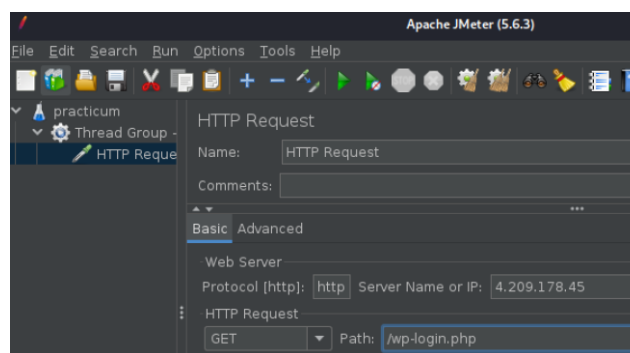 Apache JMeter (5.6.3)
File Edit Search Run Options Tools Help
practicum
Thread Group -
HTTP Reque
HTTP Request
Name: HTTP Request
Comments:
Basic Advanced
Web Server
Protocol [http]: http Server Name or IP: 4.209.178.45
HTTP Request
GET Path: /wp-login.php